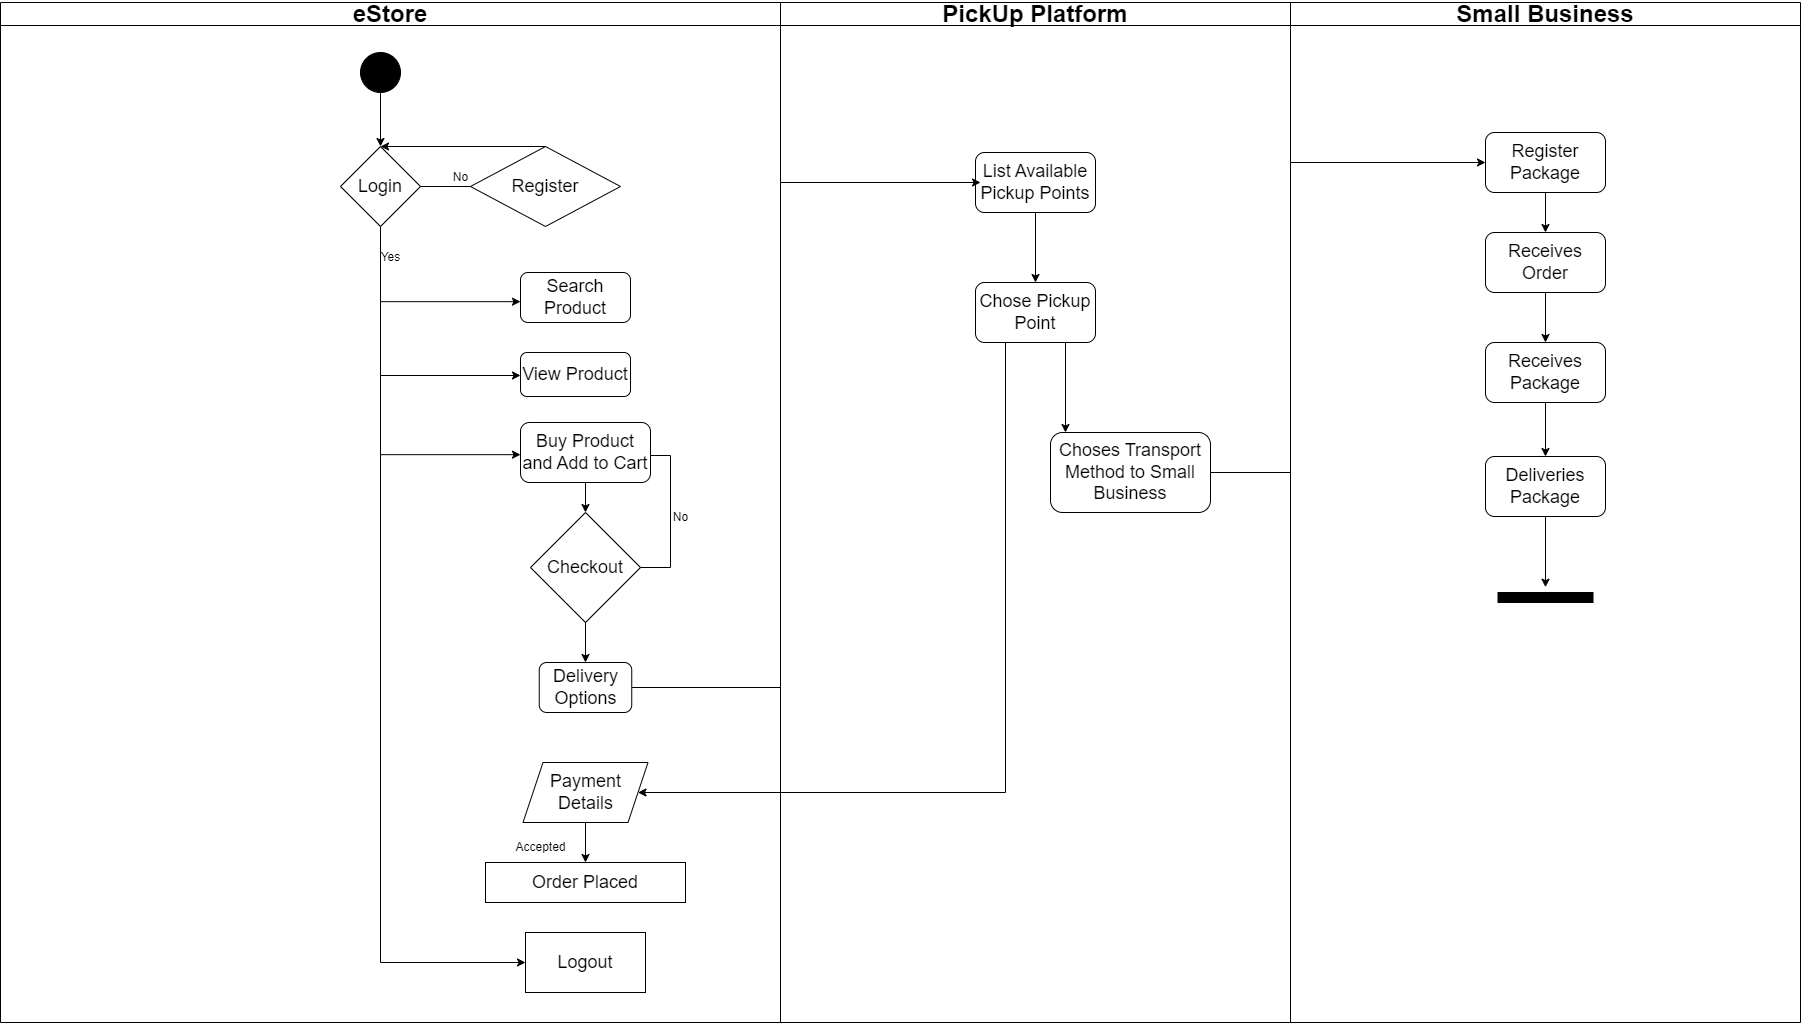 eStore
PickUp Platform
Small Business
Login
No
Register
Yes
Search
Product
View Product
Buy Product
and Add to Cart
No
Checkout
Delivery
Options
Payment
Details
Accepted
Order Placed
Logout
List Available
Pickup Points
Chose Pickup
Point
Choses Transport
Method to Small
Business
Register
Package
Receives
Order
Receives
Package
Deliveries
Package